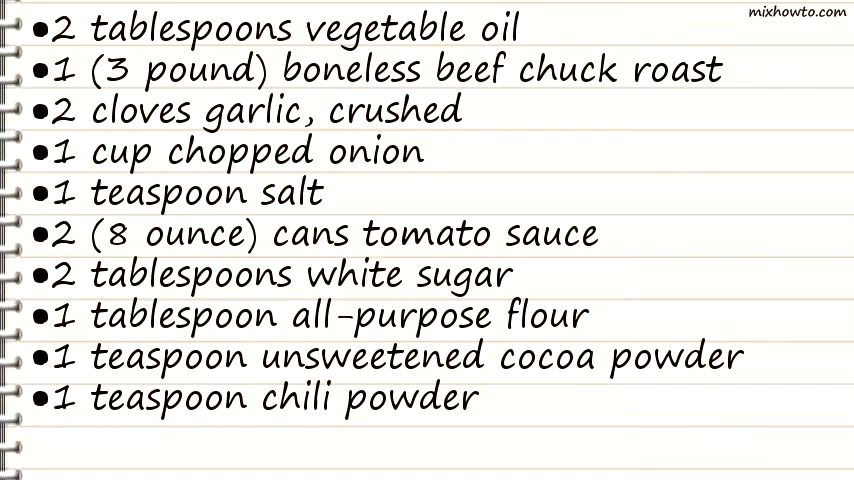 mixhowto.com
•2 tablespoons vegetable oil
•1 (3 pound) boneless beef chuck roast
•2 cloves garlic, crushed
•1 cup chopped onion
•1 teaspoon salt
•2 (8 ounce) cans tomato sauce
•2 tablespoons white sugar
•1 tablespoon all-purpose flour
•1 teaspoon unsweetened cocoa powder
•1 teaspoon chili powder